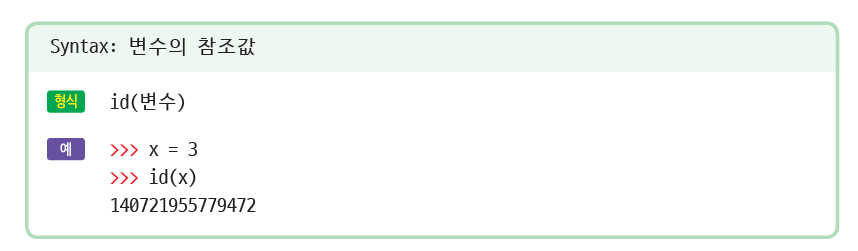 Syntax: 변수의 참조값
형식 id(변수)
예 >>> x = 3
>>> id(x)
140721955779472